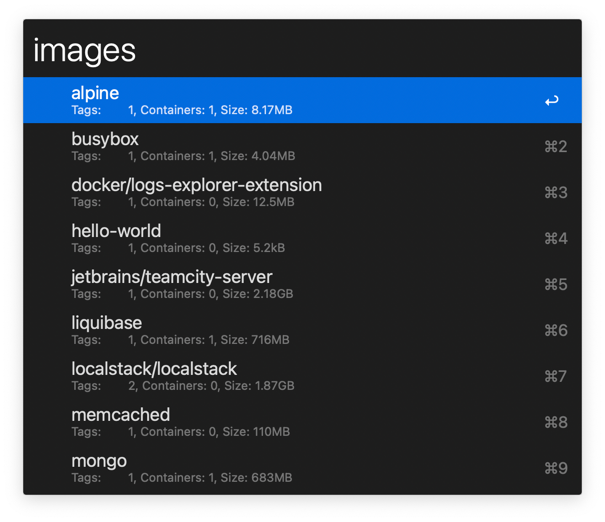 images
alpine
Tags: 1, Containers: 1, Size: 8.17MB
↩
busybox
Tags: 1, Containers: 1, Size: 4.04MB
⌘2
docker/logs-explorer-extension
Tags: 1, Containers: 0, Size: 12.5MB
⌘3
hello-world
Tags: 1, Containers: 0, Size: 5.2kB
⌘4
jetbrains/teamcity-server
Tags: 1, Containers: 0, Size: 2.18GB
⌘5
liquibase
Tags: 1, Containers: 1, Size: 716MB
⌘6
localstack/localstack
Tags: 2, Containers: 0, Size: 1.87GB
⌘7
memcached
Tags: 1, Containers: 0, Size: 110MB
⌘8
mongo
Tags: 1, Containers: 1, Size: 683MB
⌘9